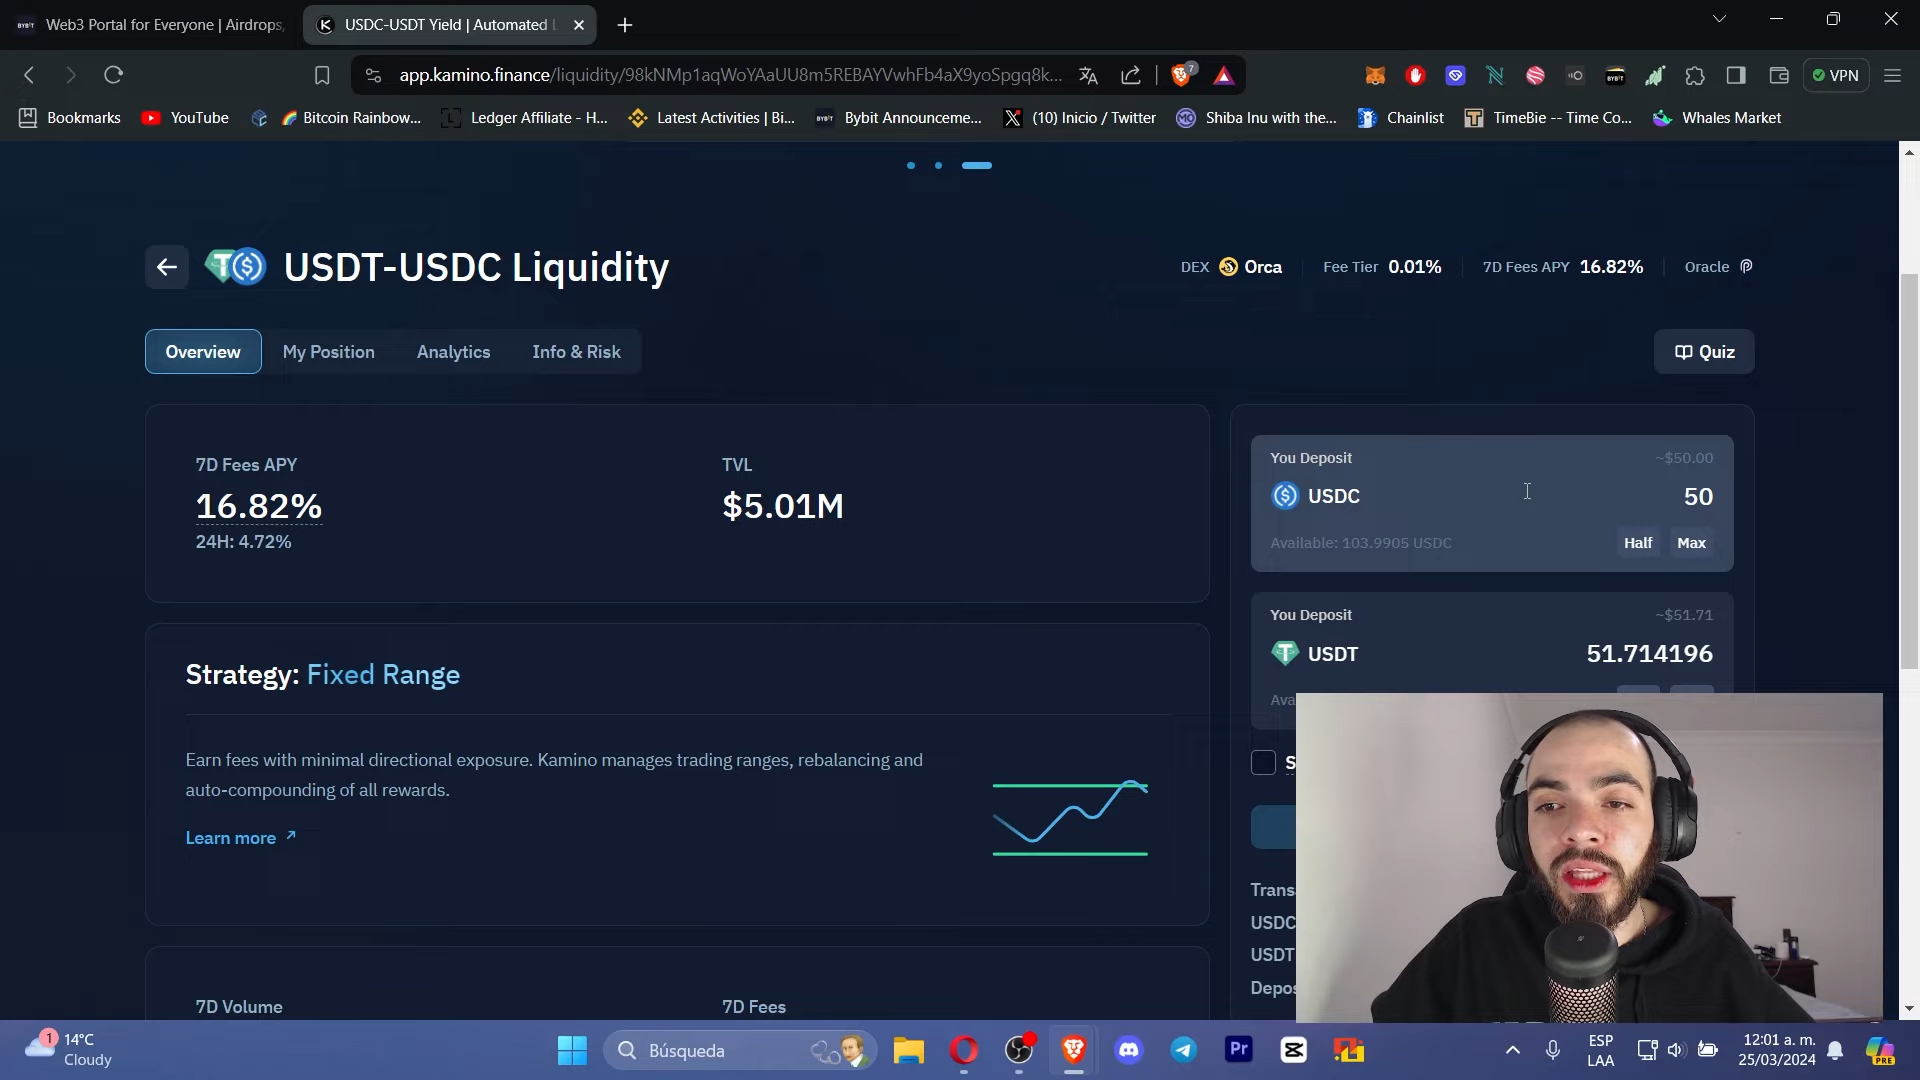 Web3 Portal for Everyone | Airdrops,
USDC-USDT Yield | Automated
app.kamino.finance/liquidity/98kNMp1aqWoYAaUU8m5REBAYVwhFb4aX9yoSpgq8k...
7
VPN
Bookmarks
YouTube
Bitcoin Rainbow...
Ledger Affiliate - H...
Latest Activities | Bi...
Bybit Announceme...
(10) Inicio / Twitter
Shiba Inu with the...
Chainlist
TimeBie -- Time Co...
Whales Market
USDT-USDC Liquidity
DEX Orca
Fee Tier 0.01%
7D Fees APY 16.82%
Oracle
Overview
My Position
Analytics
Info & Risk
Quiz
7D Fees APY
16.82%
24H: 4.72%
TVL
$5.01M
You Deposit
~$50.00
USDC
50
Available: 103.9905 USDC
Half
Max
You Deposit
~$51.71
USDT
51.714196
Strategy: Fixed Range
Earn fees with minimal directional exposure. Kamino manages trading ranges, rebalancing and
auto-compounding of all rewards.
Learn more
USDC
USDT
7D Volume
7D Fees
1
14°C
Cloudy
Búsqueda
Pr
ESP
LAA
12:01 a. m.
25/03/2024
PRE